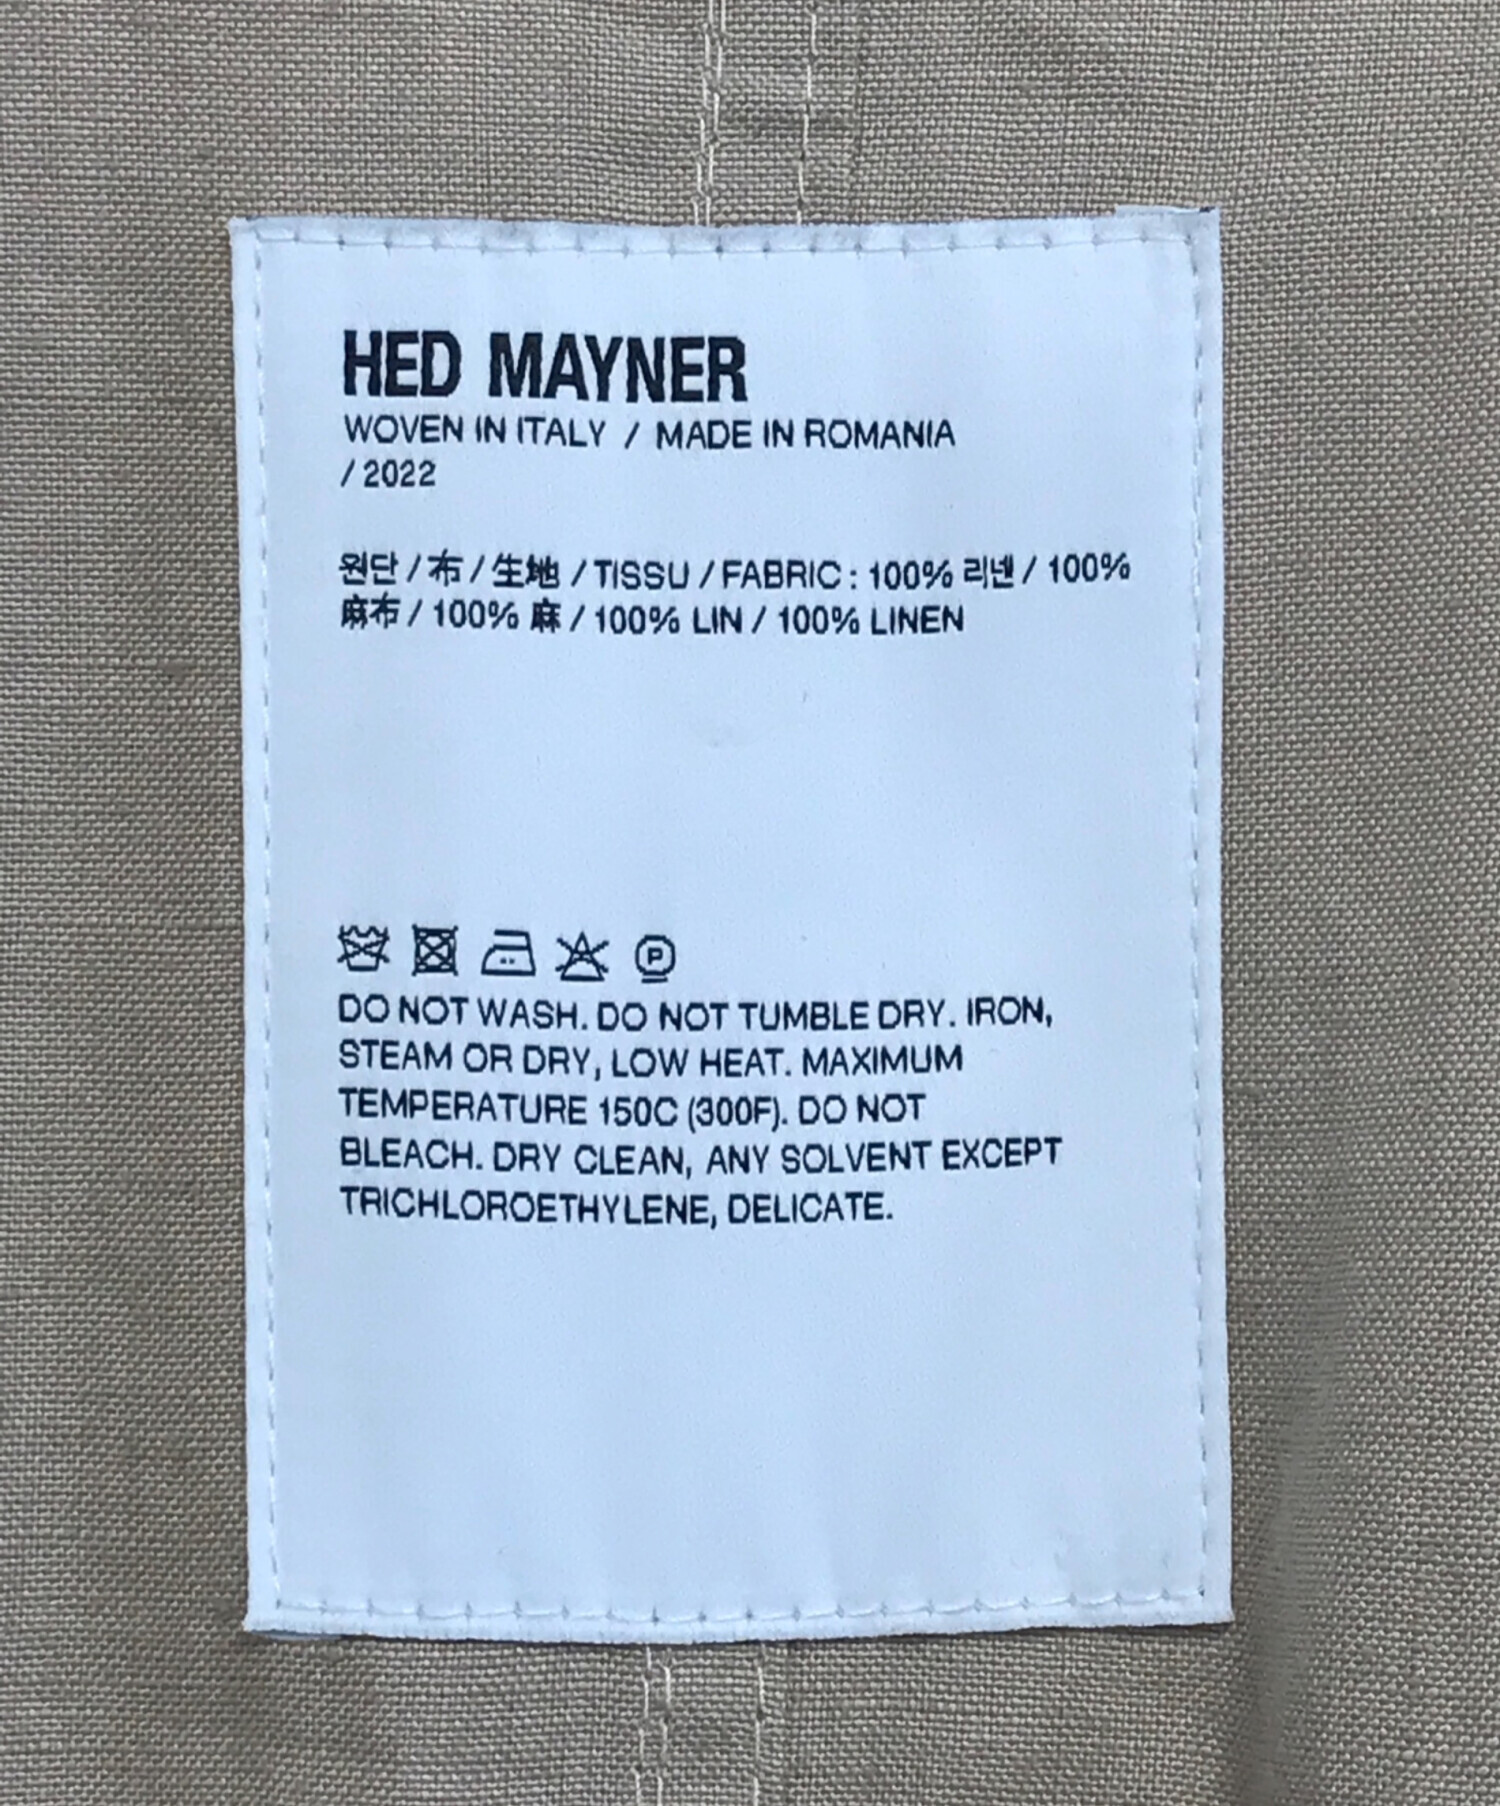 HED MAYNER
WOVEN IN ITALY / MADE IN ROMANIA
/ 2022
원단 / 布 / 生地 / TISSU / FABRIC : 100% 리넨 / 100%
麻布 / 100% 麻 / 100% LIN / 100% LINEN
P
DO NOT WASH. DO NOT TUMBLE DRY. IRON,
STEAM OR DRY, LOW HEAT. MAXIMUM
TEMPERATURE 150C (300F). DO NOT
BLEACH. DRY CLEAN, ANY SOLVENT EXCEPT
TRICHLOROETHYLENE, DELICATE.